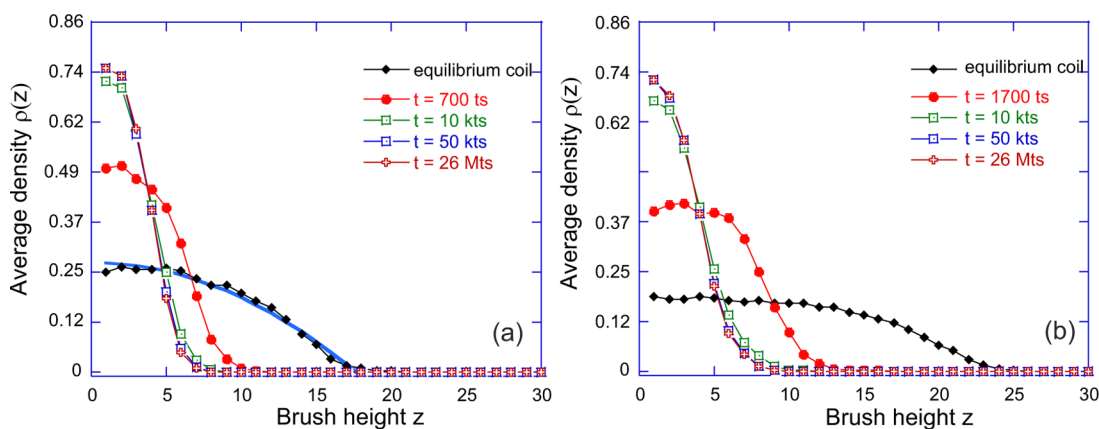 0.86
0.74
0.62
0.49
0.37
0.25
0.12
0
Average density ρ(z)
0 5 10 15 20 25 30
Brush height z
equilibrium coil
t = 700 ts
t = 10 kts
t = 50 kts
t = 26 Mts
(a)
0.86
0.74
0.62
0.37
0.25
0.12
0
Average density ρ(z)
0 5 10 15 20 25 30
Brush height z
equilibrium coil
t = 1700 ts
t = 10 kts
t = 50 kts
t = 26 Mts
(b)